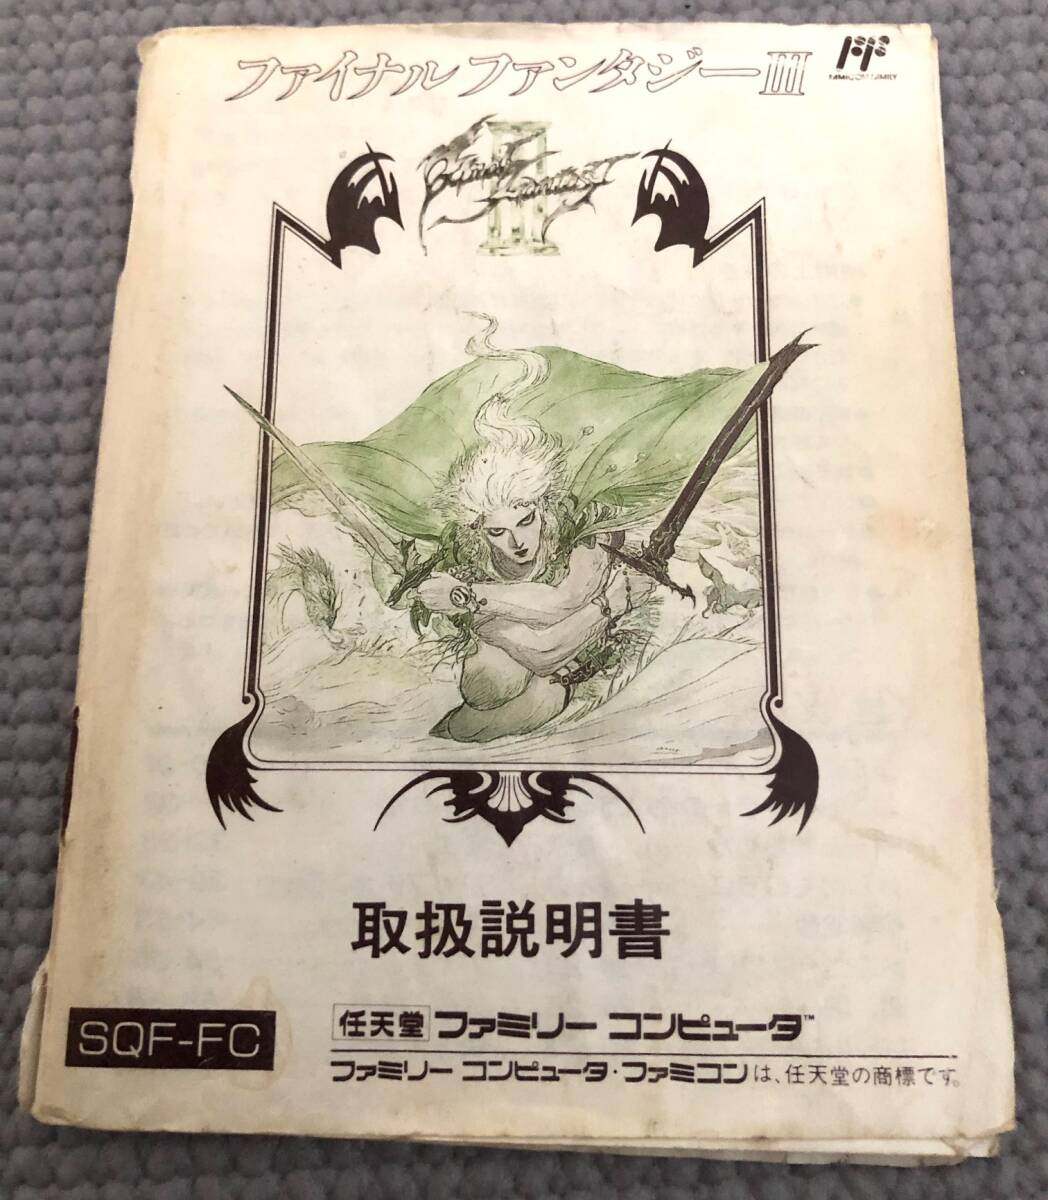 ファイナルファンタジーIII
FAMICOM FAMILY
FINAL FANTASY
III
取扱説明書
SQF-FC
任天堂 ファミリー コンピュータ™
ファミリー コンピュータ・ファミコンは、任天堂の商標です。